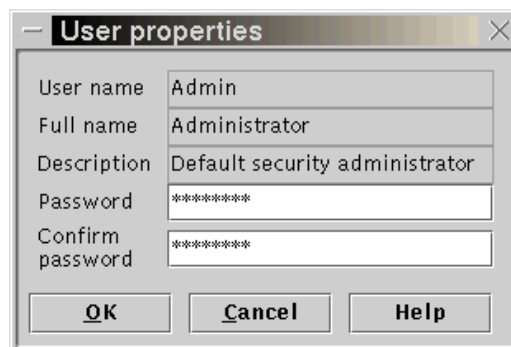 User properties
User name Admin
Full name Administrator
Description Default security administrator
Password ********
Confirm password ********
OK Cancel Help